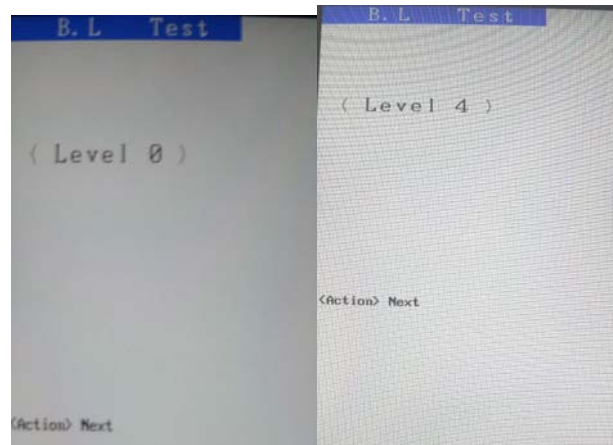 B.L Test
( Level 0 )
<Action> Next
B.L Test
( Level 4 )
<Action> Next